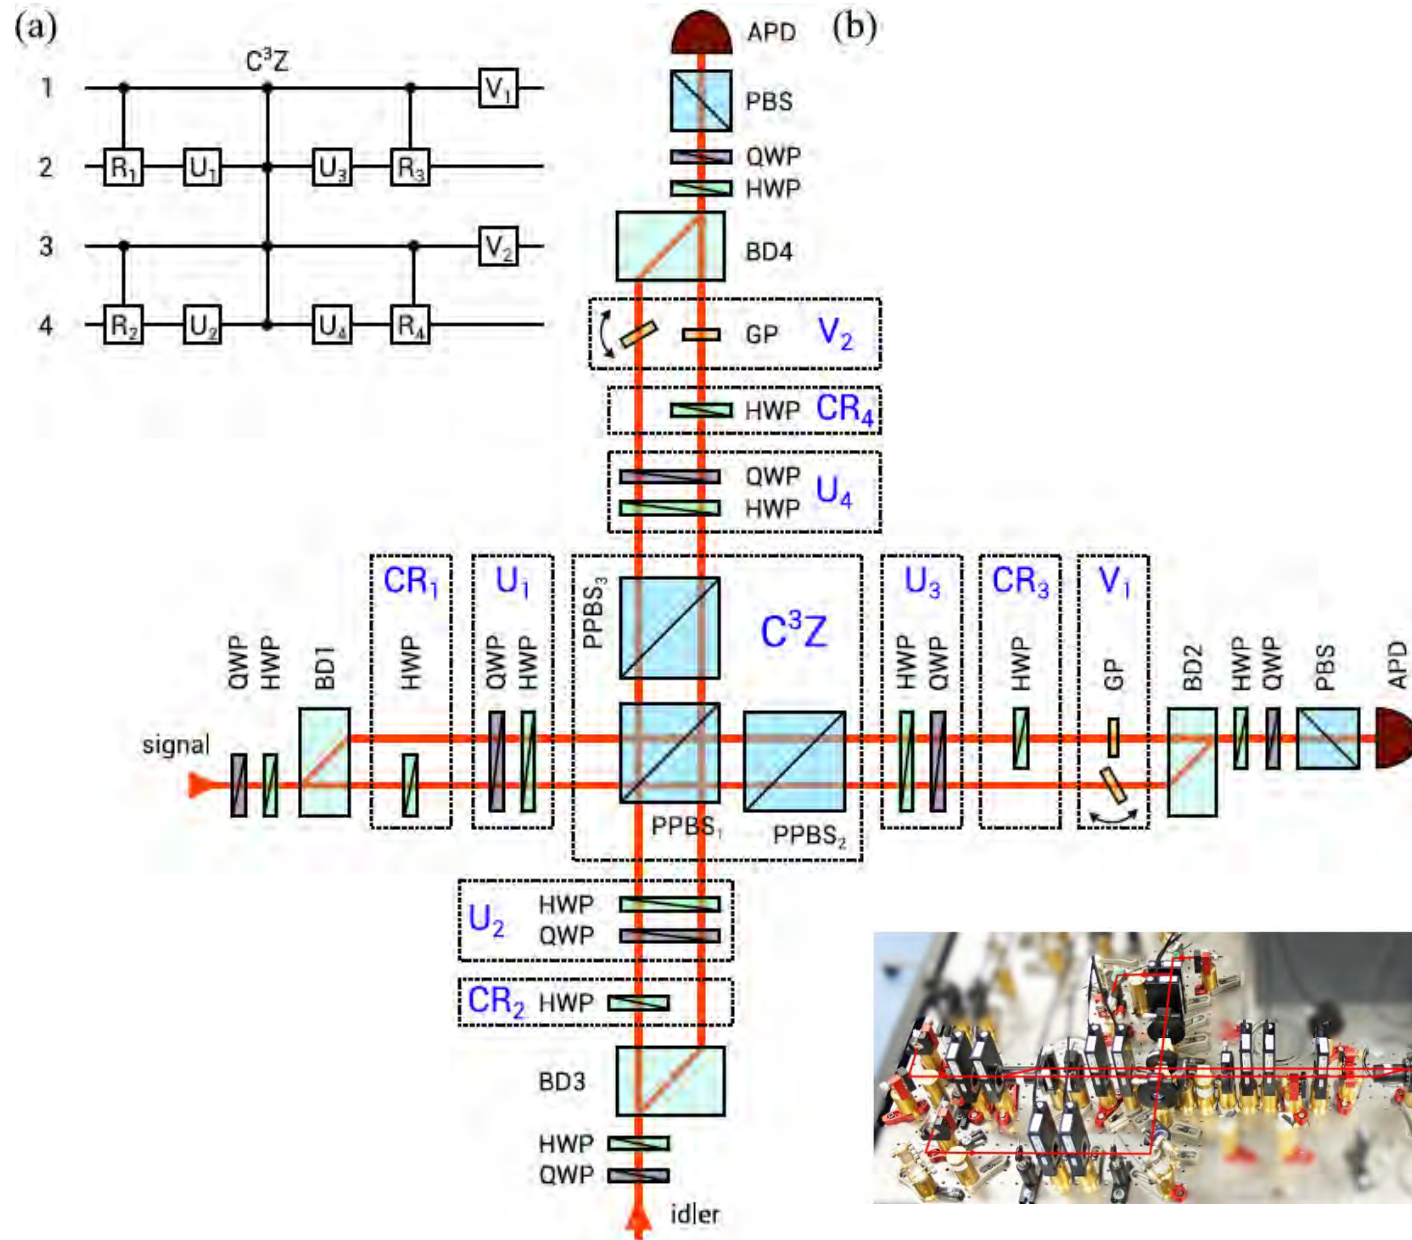 (a)
C³Z
1
V₁
2
R₁
U₁
U₃
R₃
3
V₂
4
R₂
U₂
U₄
R₄
(b)
APD
PBS
QWP
HWP
BD4
GP
V₂
HWP
CR₄
QWP
HWP
U₄
PPBS₃
C³Z
PPBS₁
PPBS₂
signal
QWP
HWP
BD1
CR₁
HWP
U₁
QWP
HWP
U₃
HWP
QWP
CR₃
HWP
V₁
GP
BD2
HWP
QWP
PBS
APD
U₂
HWP
QWP
CR₂
HWP
BD3
HWP
QWP
idler